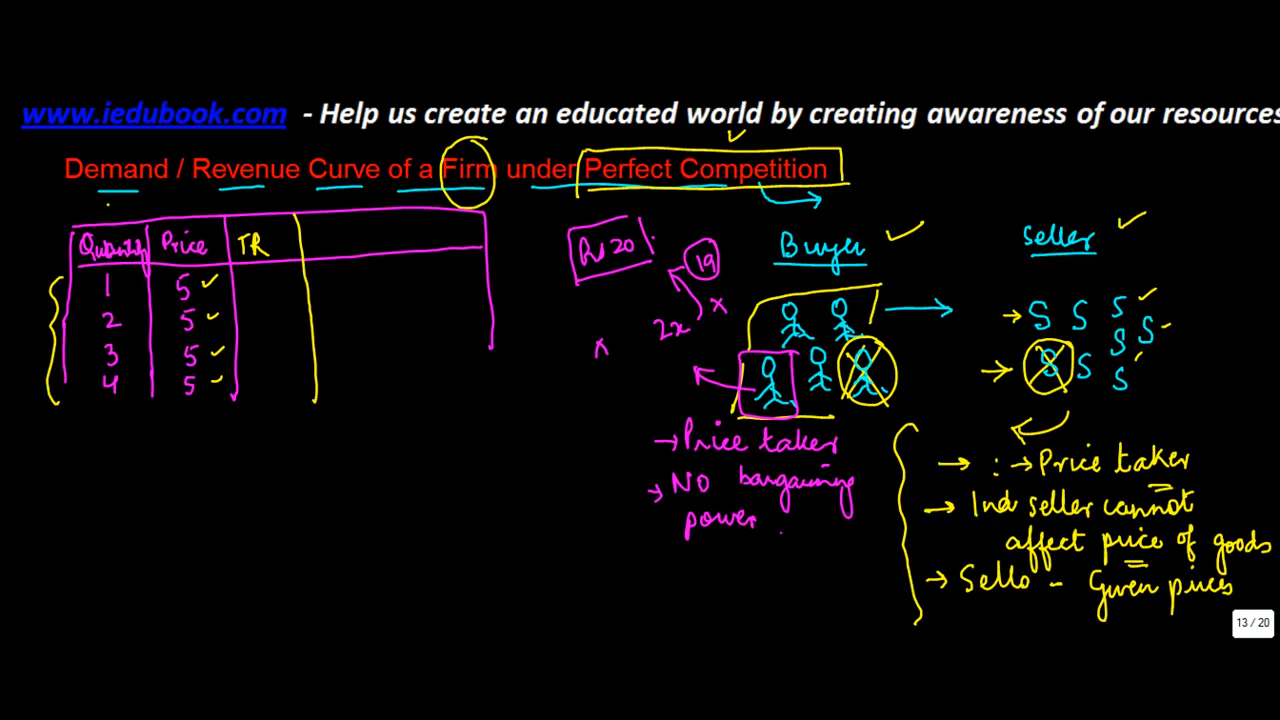 www.iedubook.com - Help us create an educated world by creating awareness of our resources
Demand / Revenue Curve of a Firm under Perfect Competition
Quantity Price TR
1 5
2 5
3 5
4 5
Rs 20
19
2x x
x
Buyer
Seller
S S S
S S
S S S
→ Price taker
→ No bargaining
power
→ : → Price taker
→ Ind seller cannot
affect price of goods
→ Sells - Given prices
13 / 20